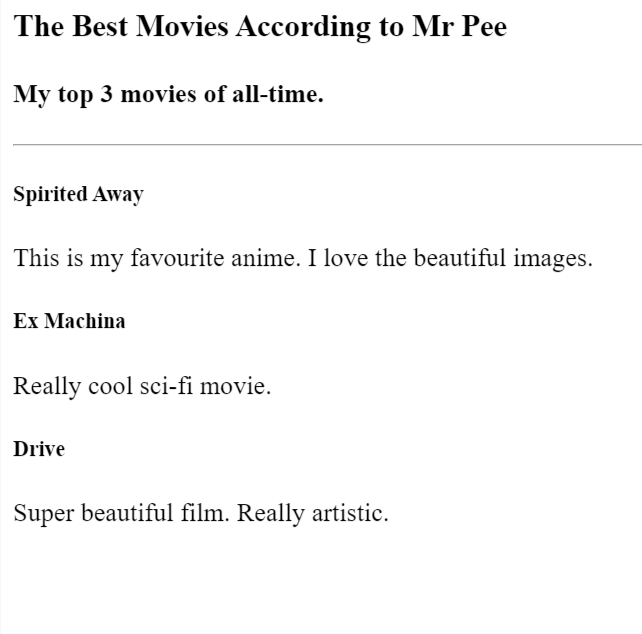 The Best Movies According to Mr Pee
My top 3 movies of all-time.
Spirited Away
This is my favourite anime. I love the beautiful images.
Ex Machina
Really cool sci-fi movie.
Drive
Super beautiful film. Really artistic.